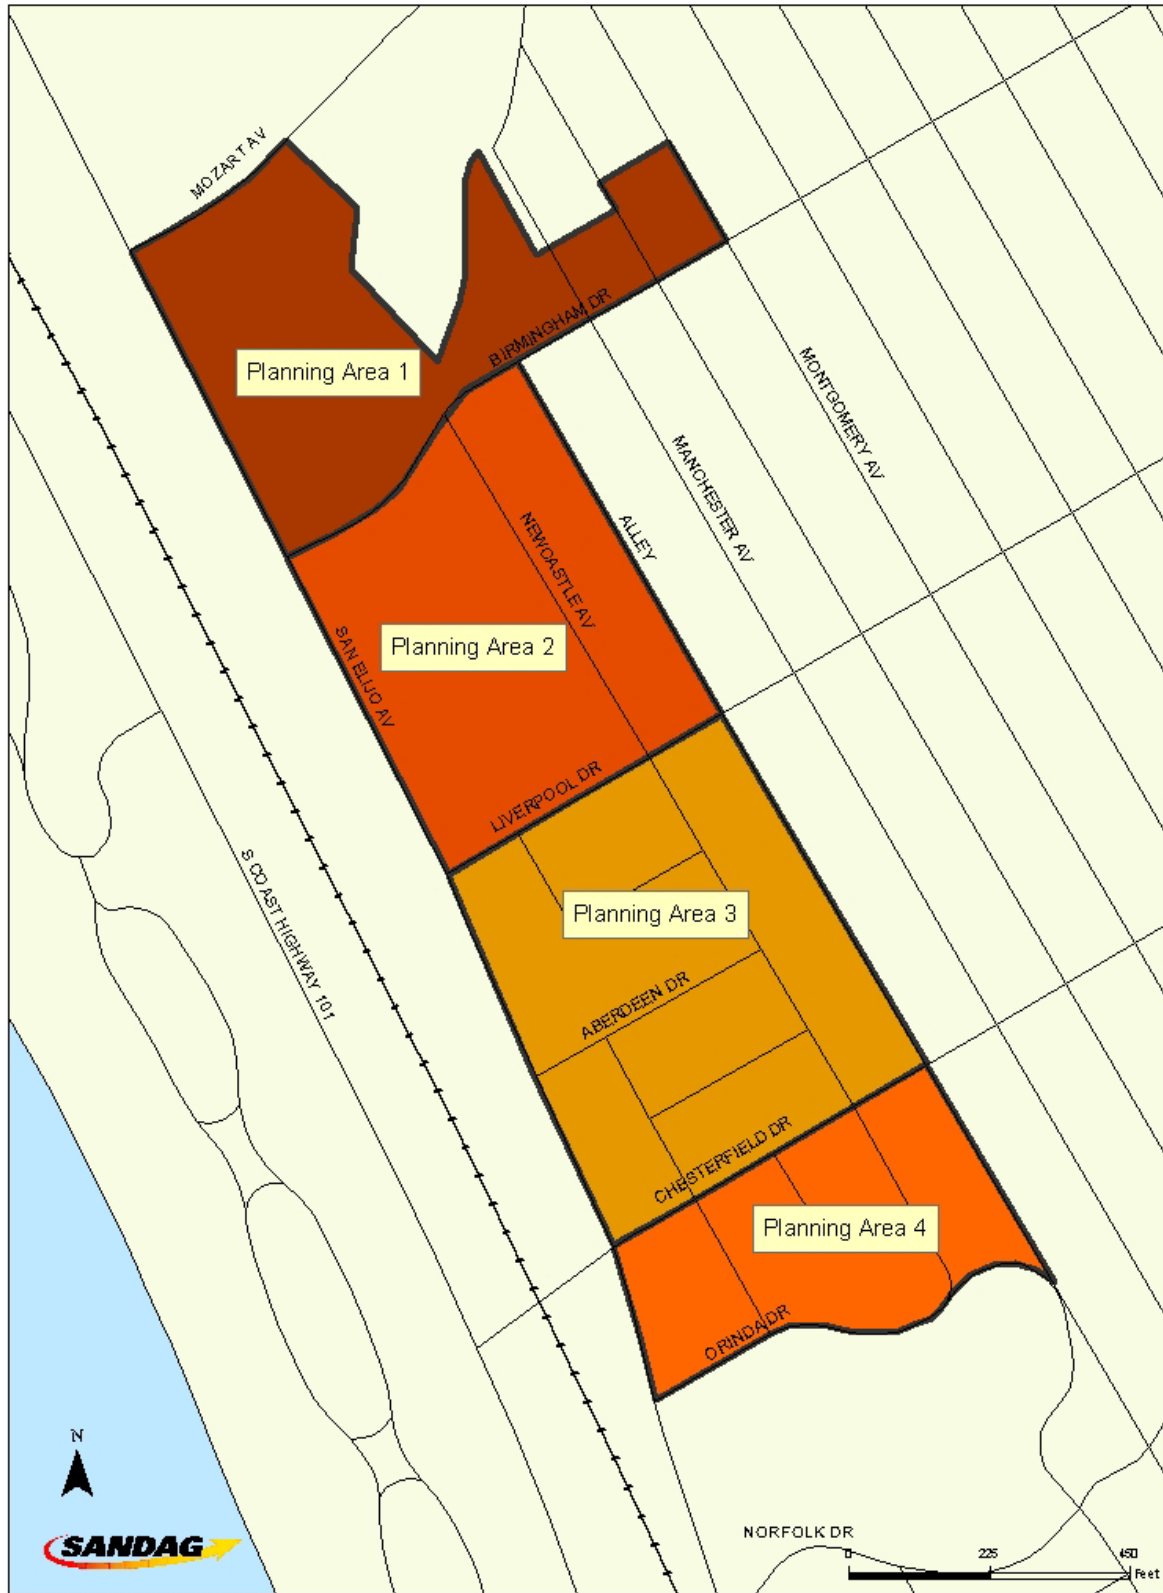 MOZART AV
BIRMINGHAM DR
Planning Area 1
MONTGOMERY AV
MANCHESTER AV
ALLEY
NEWCASTLE AV
Planning Area 2
SAN ELIJO AV
LIVERPOOL DR
Planning Area 3
S COAST HIGHWAY 101
ABERDEEN DR
CHESTERFIELD DR
Planning Area 4
ORINDA DR
N
SANDAG
NORFOLK DR
0 225 450
Feet